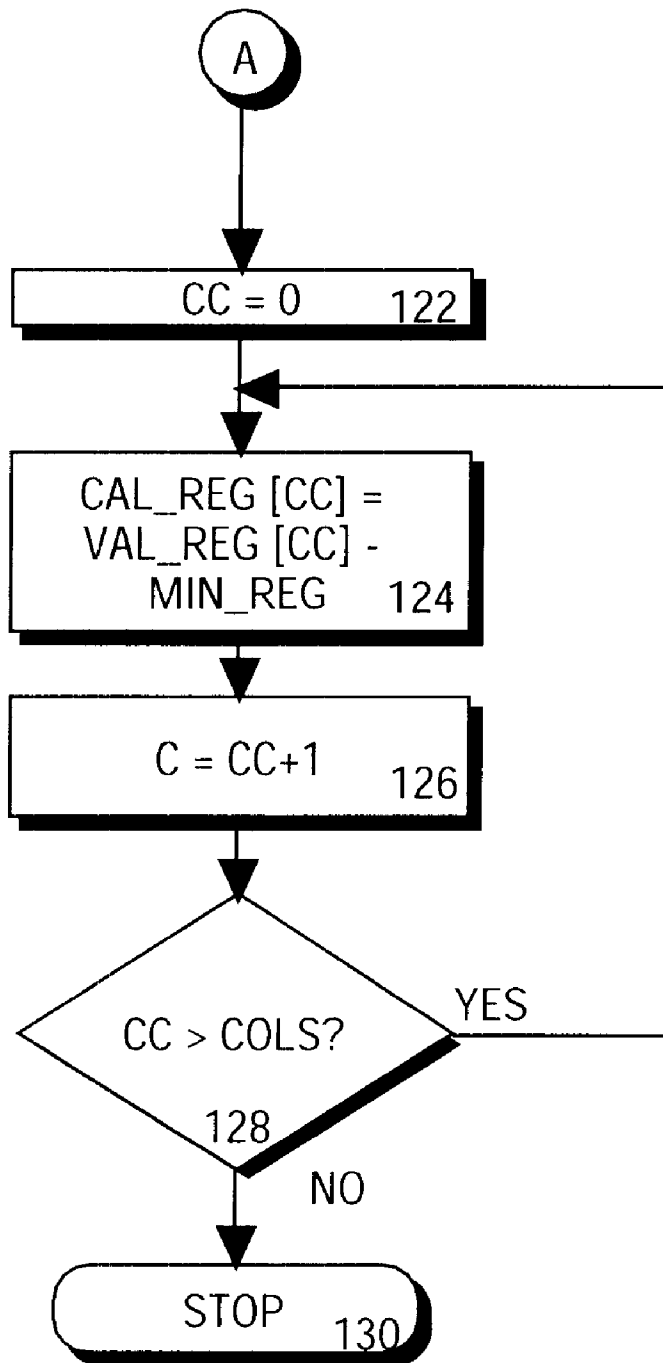 A
CC = 0 122
CAL_REG [CC] =
VAL_REG [CC] -
MIN_REG 124
C = CC+1 126
CC > COLS?
YES
128
NO
STOP 130